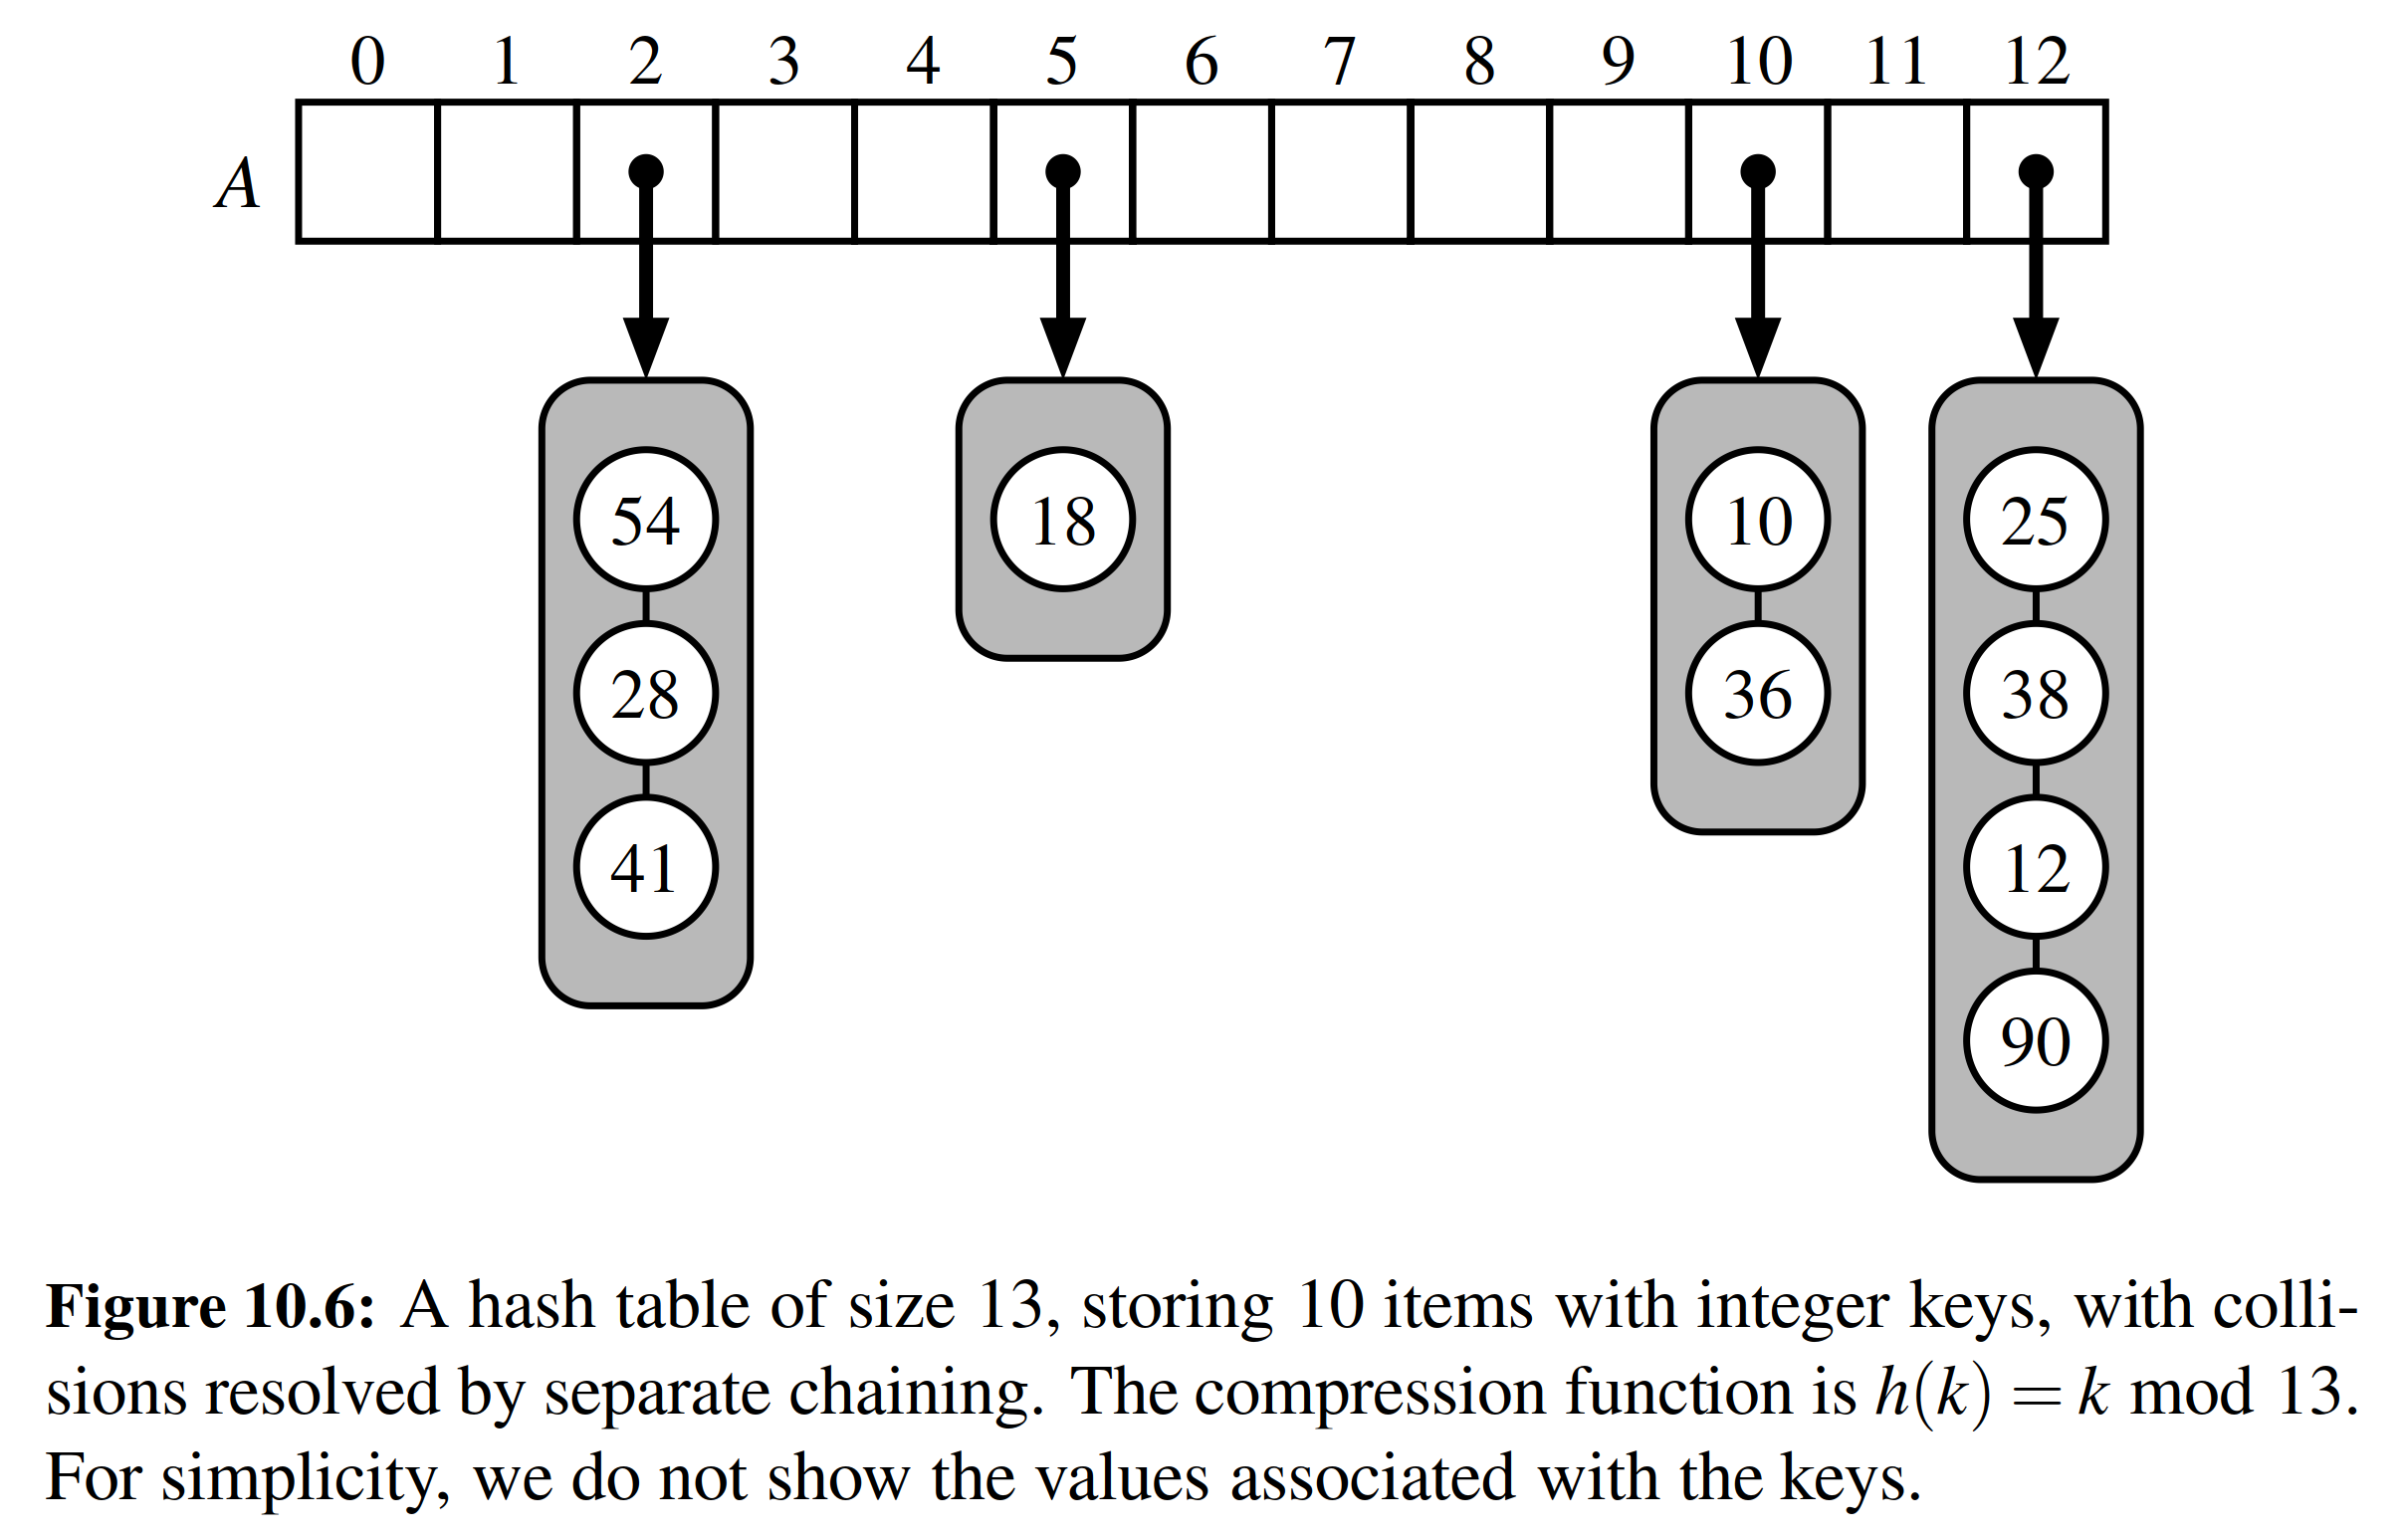 0 1 2 3 4 5 6 7 8 9 10 11 12
A
54 18 10 25
28 36 38
41 12
90
Figure 10.6: A hash table of size 13, storing 10 items with integer keys, with colli-
sions resolved by separate chaining. The compression function is h(k) = k mod 13.
For simplicity, we do not show the values associated with the keys.